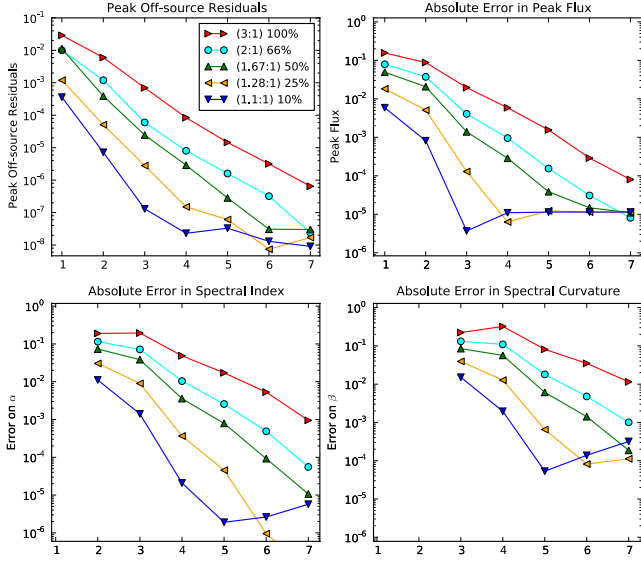 Peak Off-source Residuals
Peak Off-source Residuals
10^-1
10^-2
10^-3
10^-4
10^-5
10^-6
10^-7
10^-8
(3:1) 100%
(2:1) 66%
(1.67:1) 50%
(1.28:1) 25%
(1.1:1) 10%
1 2 3 4 5 6 7
Absolute Error in Peak Flux
Peak Flux
10^0
10^-1
10^-2
10^-3
10^-4
10^-5
10^-6
1 2 3 4 5 6 7
Absolute Error in Spectral Index
Error on α
10^0
10^-1
10^-2
10^-3
10^-4
10^-5
10^-6
1 2 3 4 5 6 7
Absolute Error in Spectral Curvature
Error on β
10^0
10^-1
10^-2
10^-3
10^-4
10^-5
10^-6
1 2 3 4 5 6 7